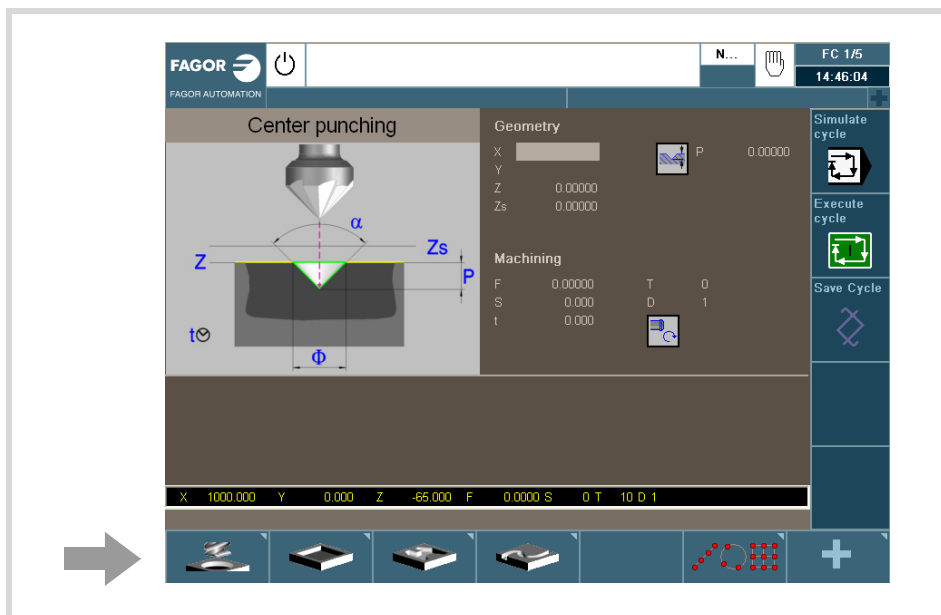 FAGOR
FAGOR AUTOMATION
N...
FC 1/5
14:46:04
Center punching
α
Z
Zs
P
t
Φ
Geometry
X
Y
Z 0.00000
Zs 0.00000
P 0.00000
Machining
F 0.00000 T 0
S 0.000 D 1
t 0.000
Simulate
cycle
Execute
cycle
Save Cycle
X 1000.000 Y 0.000 Z -65.000 F 0.0000 S 0 T 10 D 1